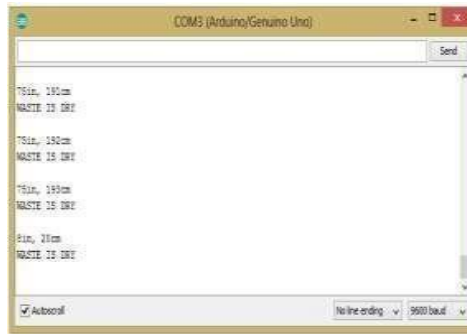 COM3 (Arduino/Genuino Uno)
Send
75in, 191cm
WASTE IS DRY
75in, 192cm
WASTE IS DRY
75in, 193cm
WASTE IS DRY
8in, 20cm
WASTE IS DRY
Autoscroll
No line ending
9600 baud